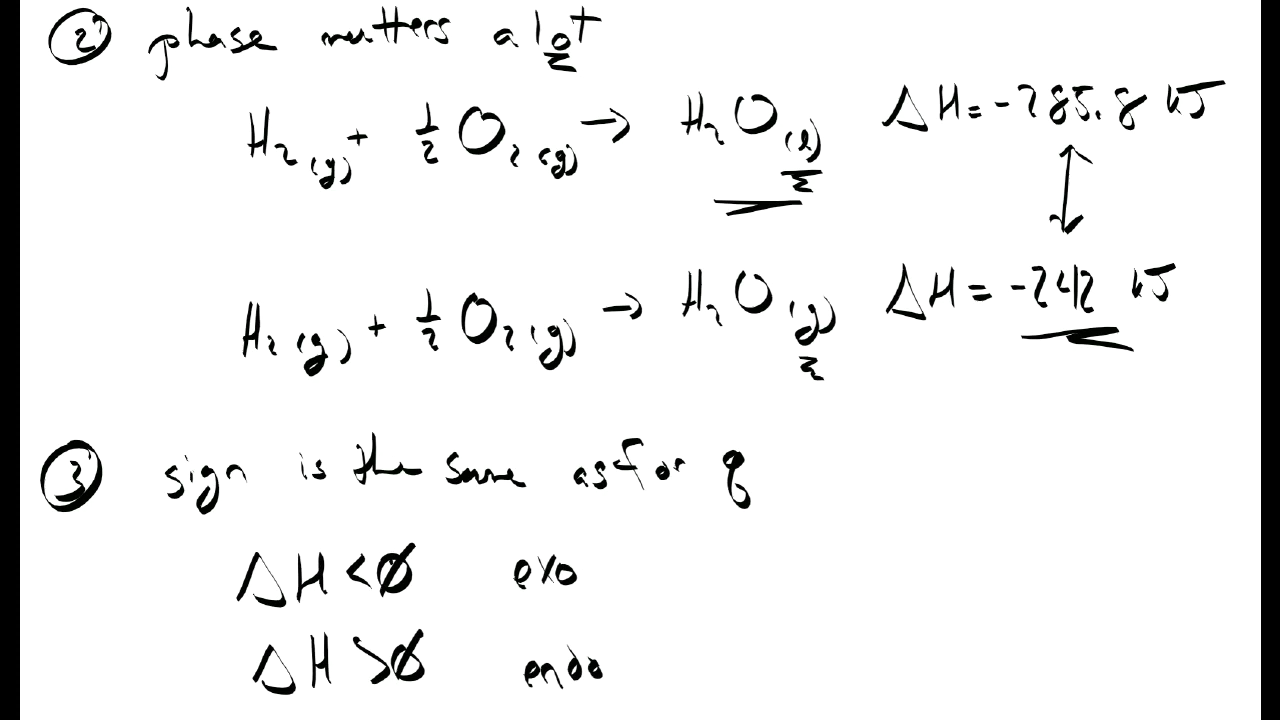 ② phase matters a lot
H₂(g) + ½ O₂(g) → H₂O(l) ΔH = -285.8 kJ
H₂(g) + ½ O₂(g) → H₂O(g) ΔH = -242 kJ
③ sign is the same as for q
ΔH < 0 exo
ΔH > 0 endo